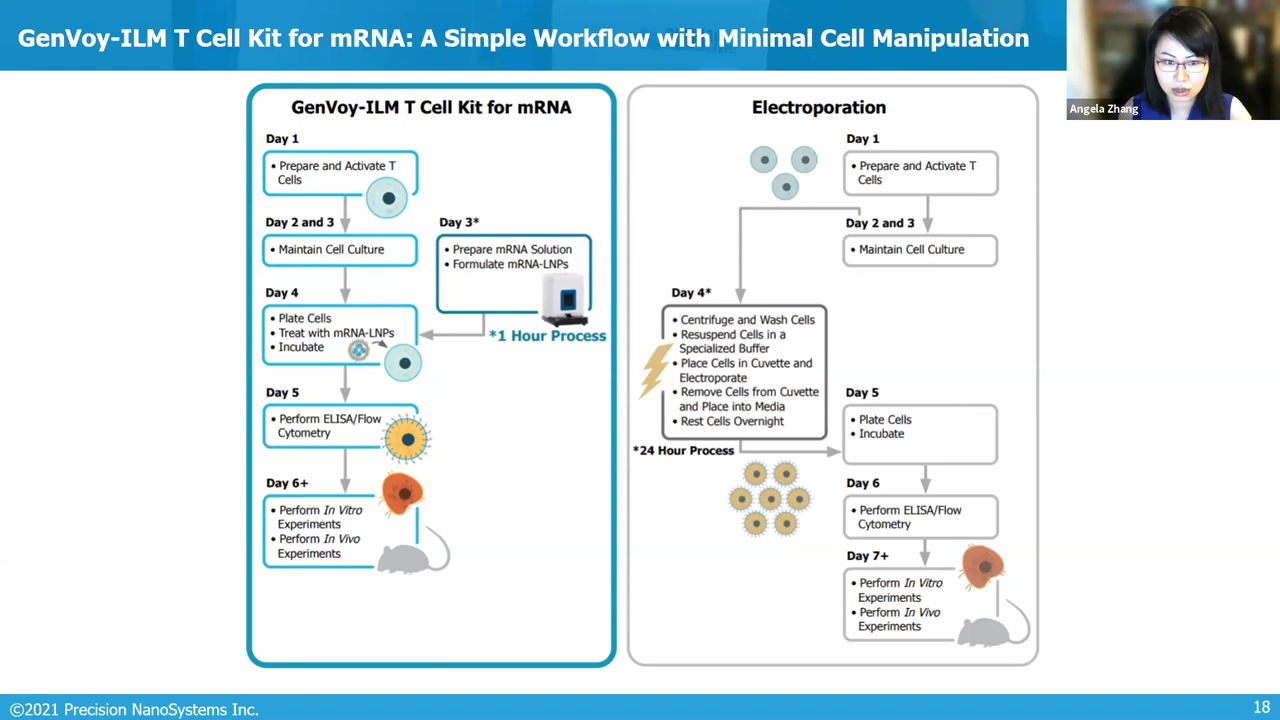 GenVoy-ILM T Cell Kit for mRNA: A Simple Workflow with Minimal Cell Manipulation
Angela Zhang
GenVoy-ILM T Cell Kit for mRNA
Day 1
• Prepare and Activate T
Cells
Day 2 and 3
• Maintain Cell Culture
Day 3*
• Prepare mRNA Solution
• Formulate mRNA-LNPs
*1 Hour Process
Day 4
• Plate Cells
• Treat with mRNA-LNPs
• Incubate
Day 5
• Perform ELISA/Flow
Cytometry
Day 6+
• Perform In Vitro
Experiments
• Perform In Vivo
Experiments
Electroporation
Day 1
• Prepare and Activate T
Cells
Day 2 and 3
• Maintain Cell Culture
Day 4*
• Centrifuge and Wash Cells
• Resuspend Cells in a
Specialized Buffer
• Place Cells in Cuvette and
Electroporate
• Remove Cells from Cuvette
and Place into Media
• Rest Cells Overnight
*24 Hour Process
Day 5
• Plate Cells
• Incubate
Day 6
• Perform ELISA/Flow
Cytometry
Day 7+
• Perform In Vitro
Experiments
• Perform In Vivo
Experiments
©2021 Precision NanoSystems Inc.
18